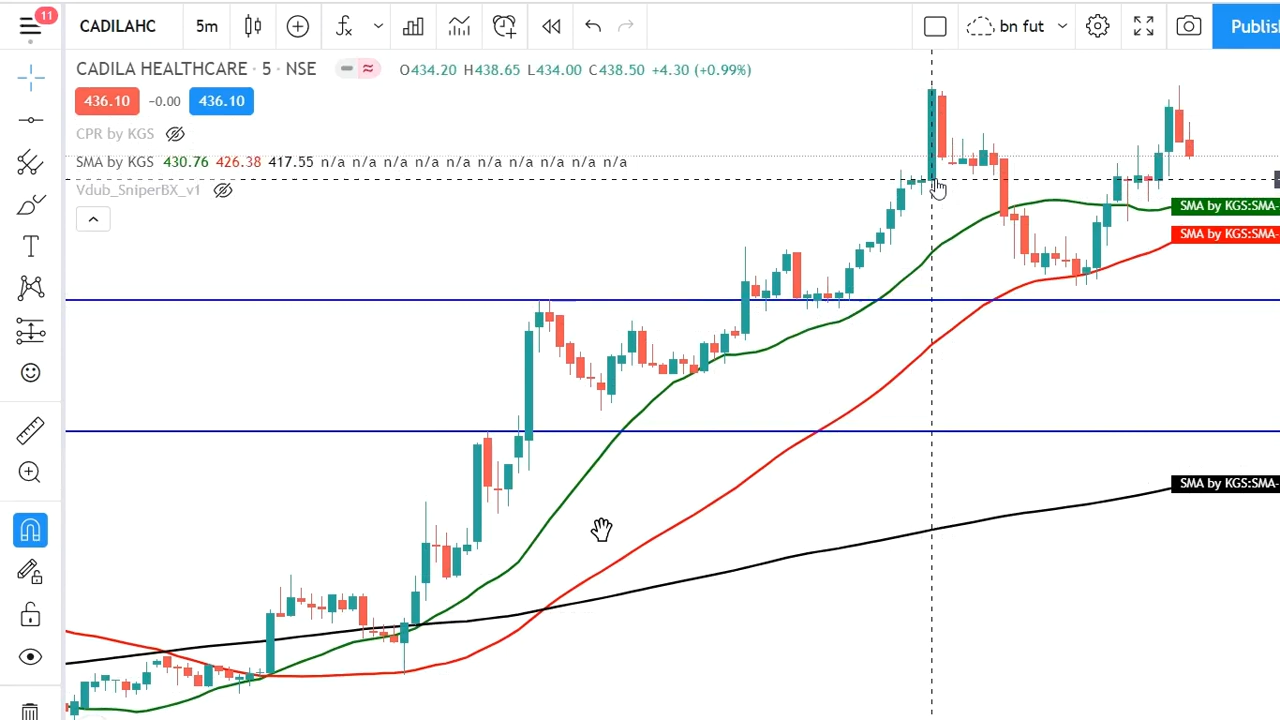 11
CADILAHC 5m bn fut Publis
CADILA HEALTHCARE · 5 · NSE O434.20 H438.65 L434.00 C438.50 +4.30 (+0.99%)
436.10 −0.00 436.10
CPR by KGS
SMA by KGS 430.76 426.38 417.55 n/a n/a n/a n/a n/a n/a n/a n/a n/a
Vdub_SniperBX_v1
SMA by KGS:SMA-
SMA by KGS:SMA-
SMA by KGS:SMA-